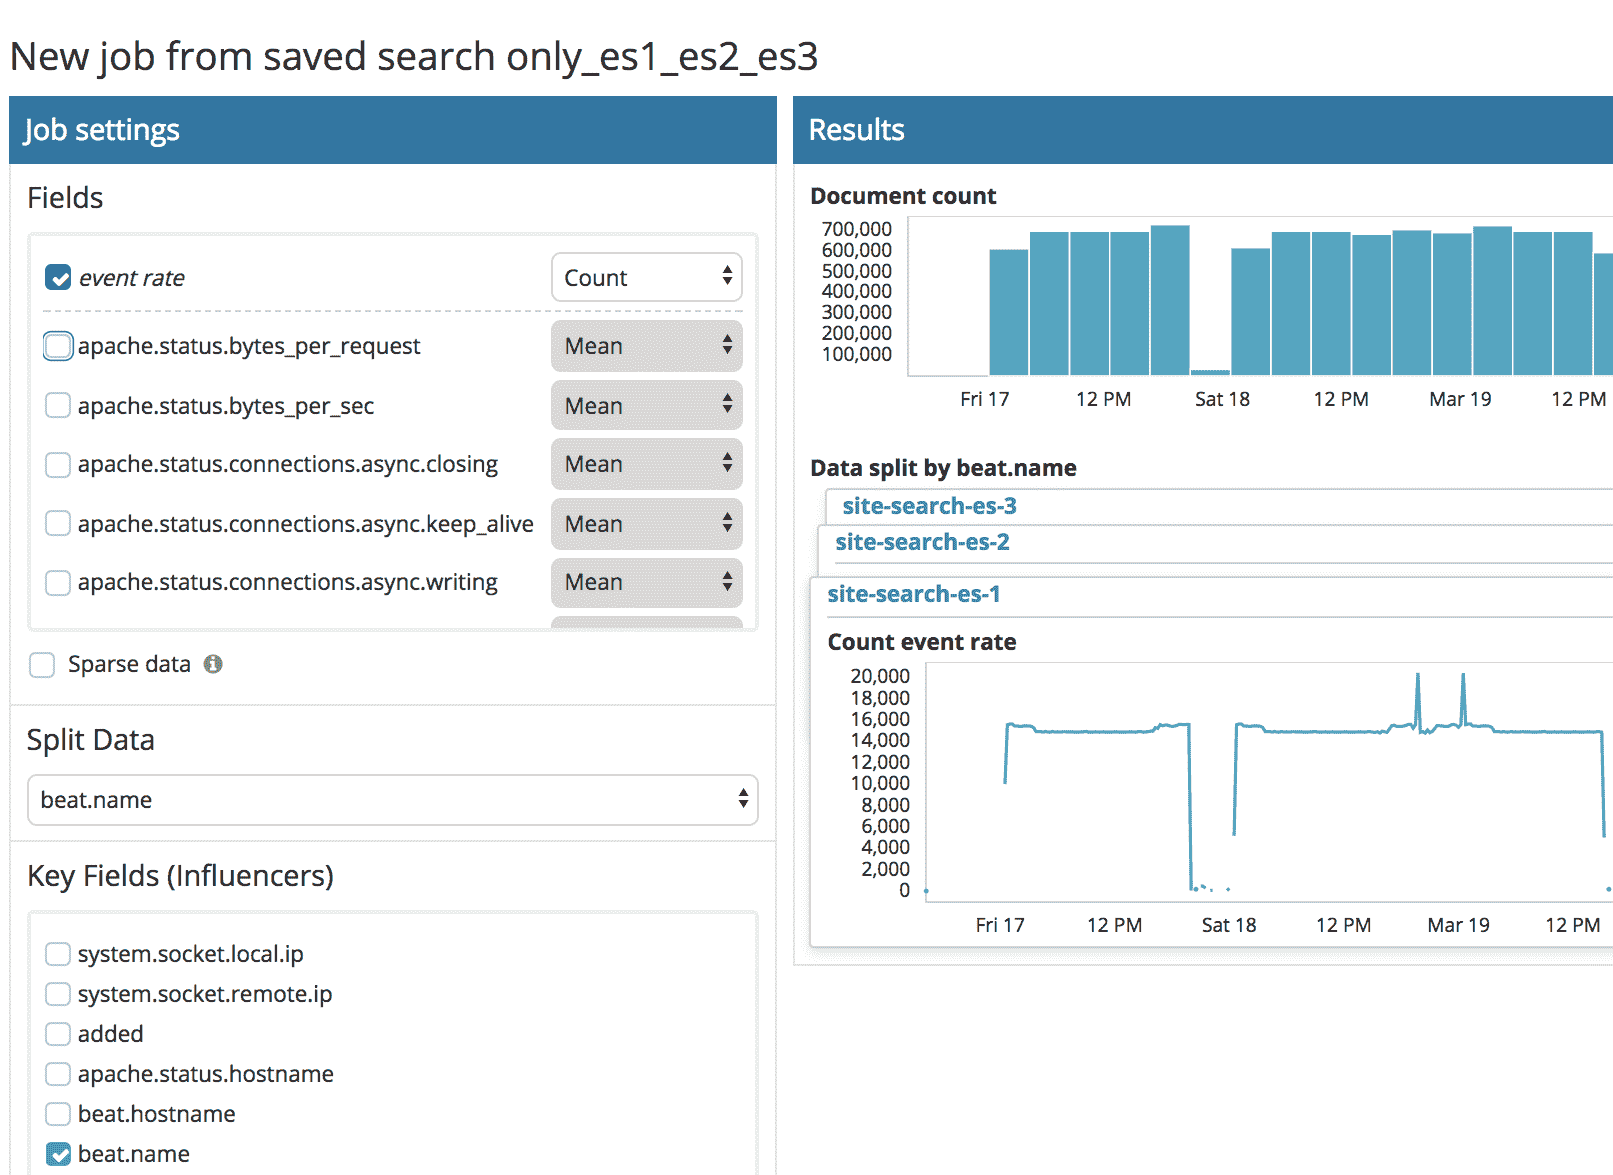 New job from saved search only_es1_es2_es3
Job settings
Fields
event rate
Count
apache.status.bytes_per_request
Mean
apache.status.bytes_per_sec
Mean
apache.status.connections.async.closing
Mean
apache.status.connections.async.keep_alive
Mean
apache.status.connections.async.writing
Mean
Sparse data
Split Data
beat.name
Key Fields (Influencers)
system.socket.local.ip
system.socket.remote.ip
added
apache.status.hostname
beat.hostname
beat.name
Results
Document count
700,000
600,000
500,000
400,000
300,000
200,000
100,000
Fri 17 12 PM Sat 18 12 PM Mar 19 12 PM
Data split by beat.name
site-search-es-3
site-search-es-2
site-search-es-1
Count event rate
20,000
18,000
16,000
14,000
12,000
10,000
8,000
6,000
4,000
2,000
0
Fri 17 12 PM Sat 18 12 PM Mar 19 12 PM